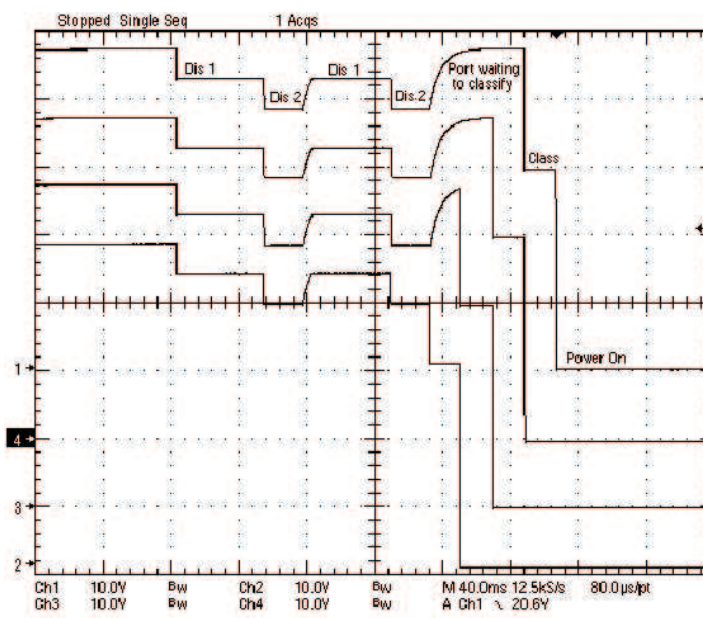 Stopped Single Seq 1 Acqs
Dis 1 Dis 1 Port waiting
to classify
Dis 2 Dis 2
Class
Power On
1
4
3
2
Ch1 10.0V Bw Ch2 10.0V Bw M 40.0ms 12.5kS/s 80.0µs/pt
Ch3 10.0V Bw Ch4 10.0V Bw A Ch1 \ 20.6V